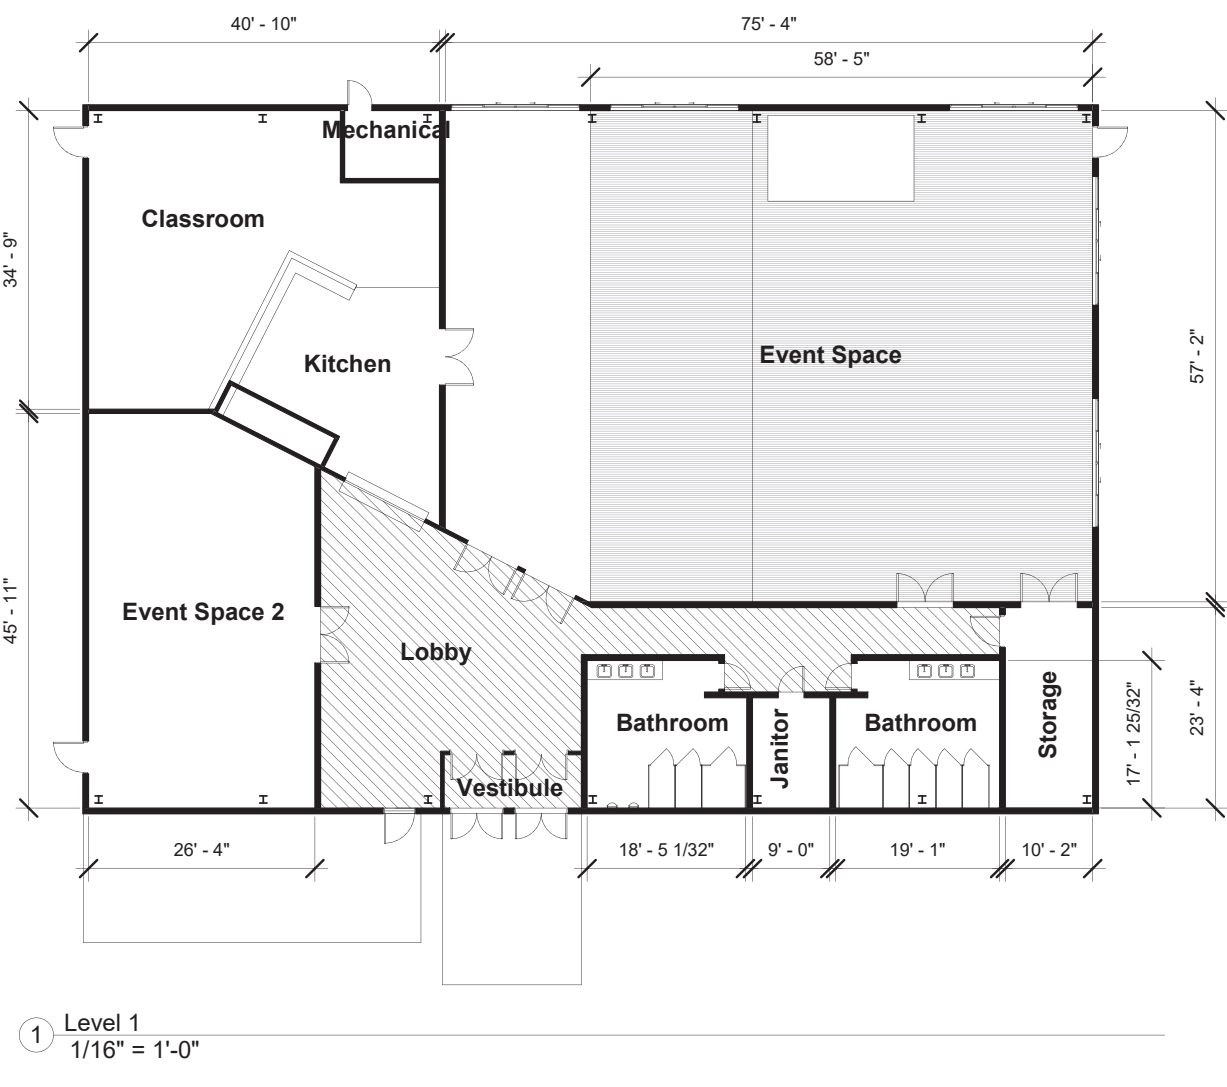 40' - 10"
75' - 4"
58' - 5"
Mechanical
Classroom
34' - 9"
Kitchen
Event Space
57' - 2"
Event Space 2
45' - 11"
Lobby
Bathroom
Janitor
Bathroom
Storage
17' - 1 25/32"
23' - 4"
Vestibule
26' - 4"
18' - 5 1/32"
9' - 0"
19' - 1"
10' - 2"
1
Level 1
1/16" = 1'-0"